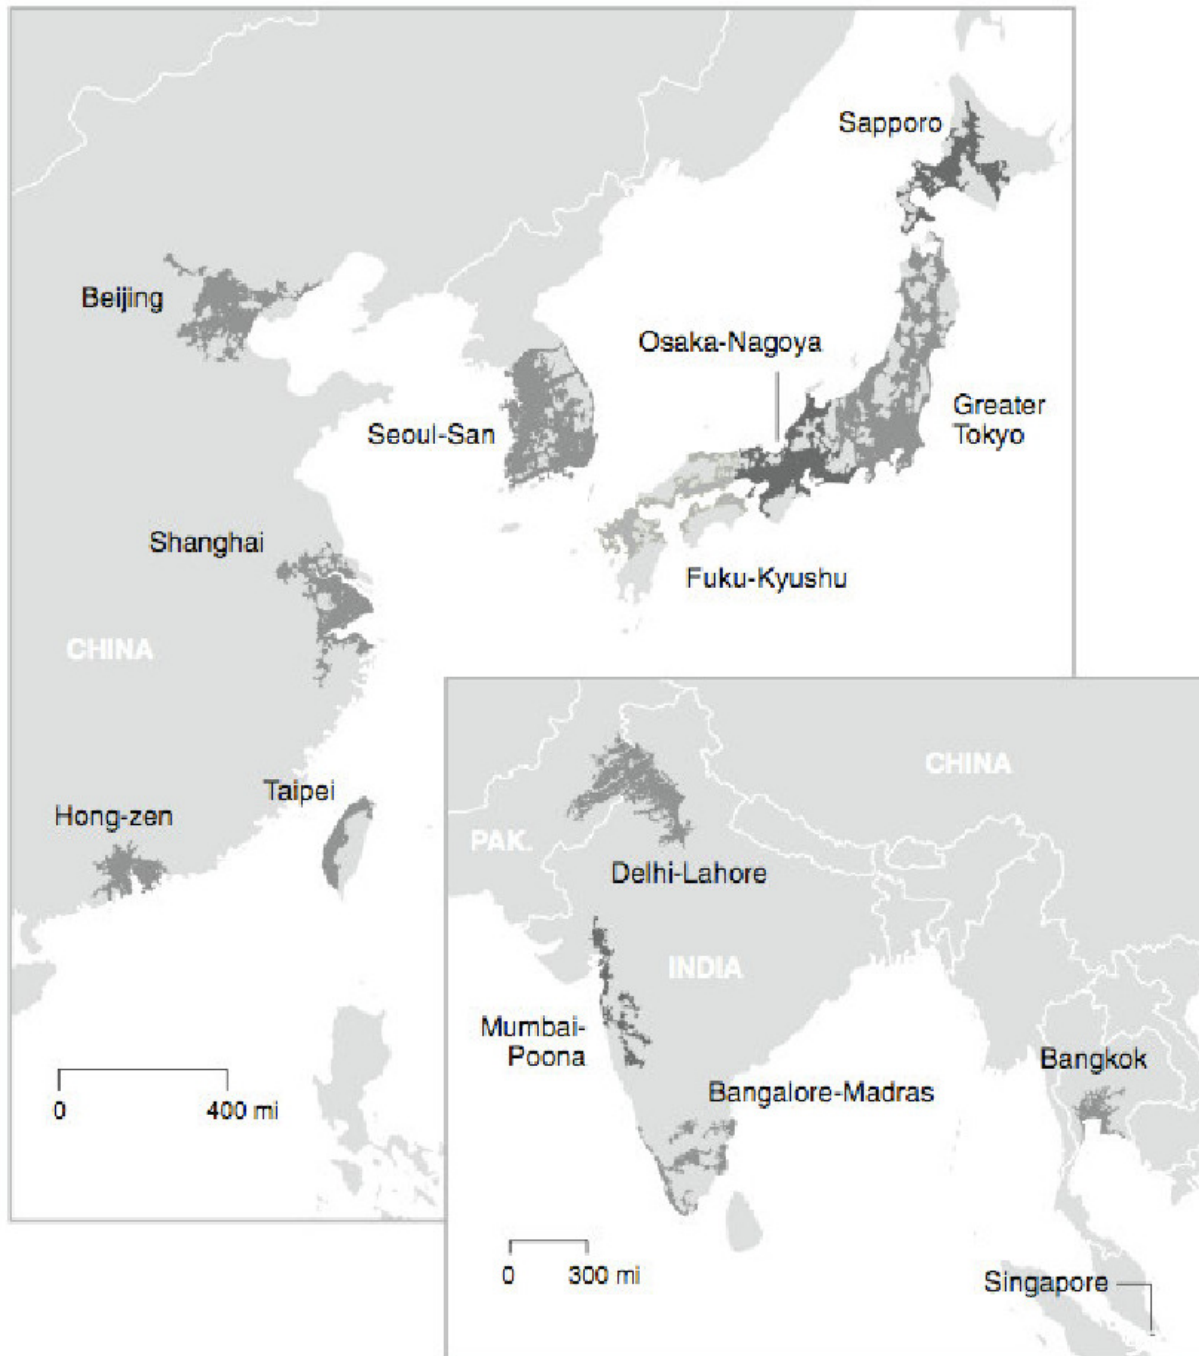 Sapporo
Beijing
Osaka-Nagoya
Greater
Tokyo
Seoul-San
Shanghai
Fuku-Kyushu
CHINA
Taipei
Hong-zen
0
400 mi
CHINA
PAK.
Delhi-Lahore
INDIA
Mumbai-
Poona
Bangkok
Bangalore-Madras
0
300 mi
Singapore